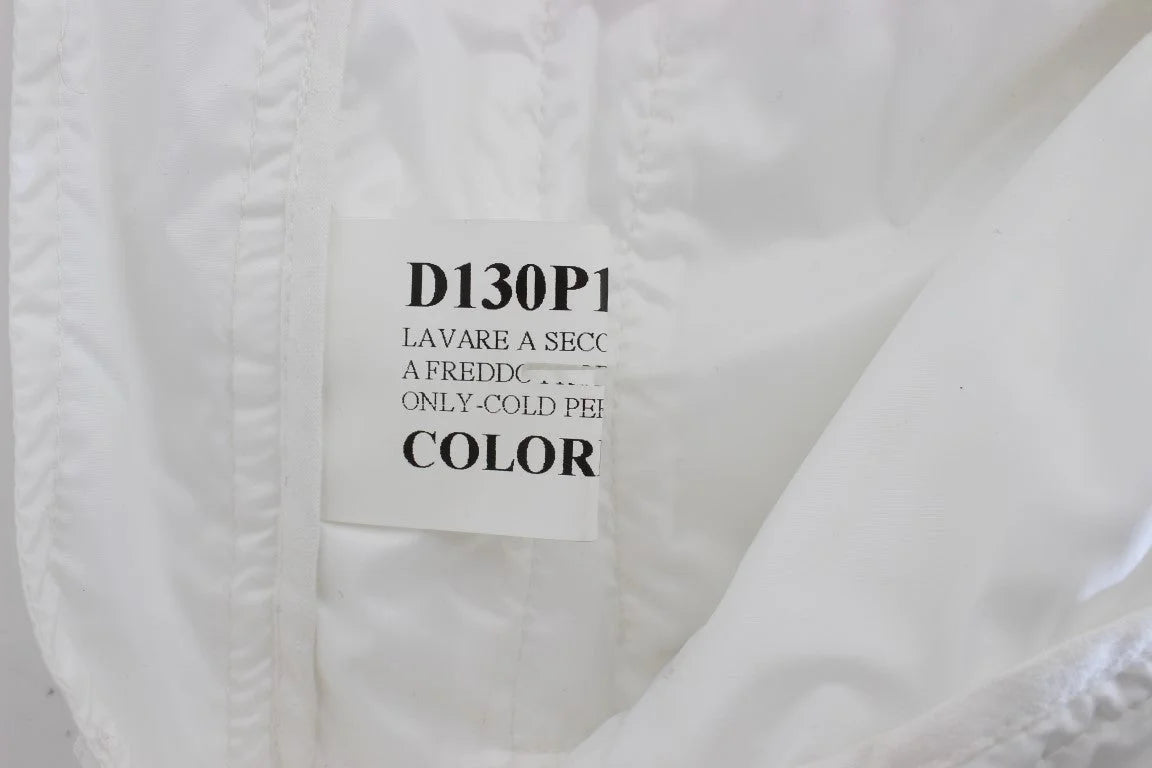 D130P1
LAVARE A SECC
A FREDDO
ONLY-COLD PER
COLOR